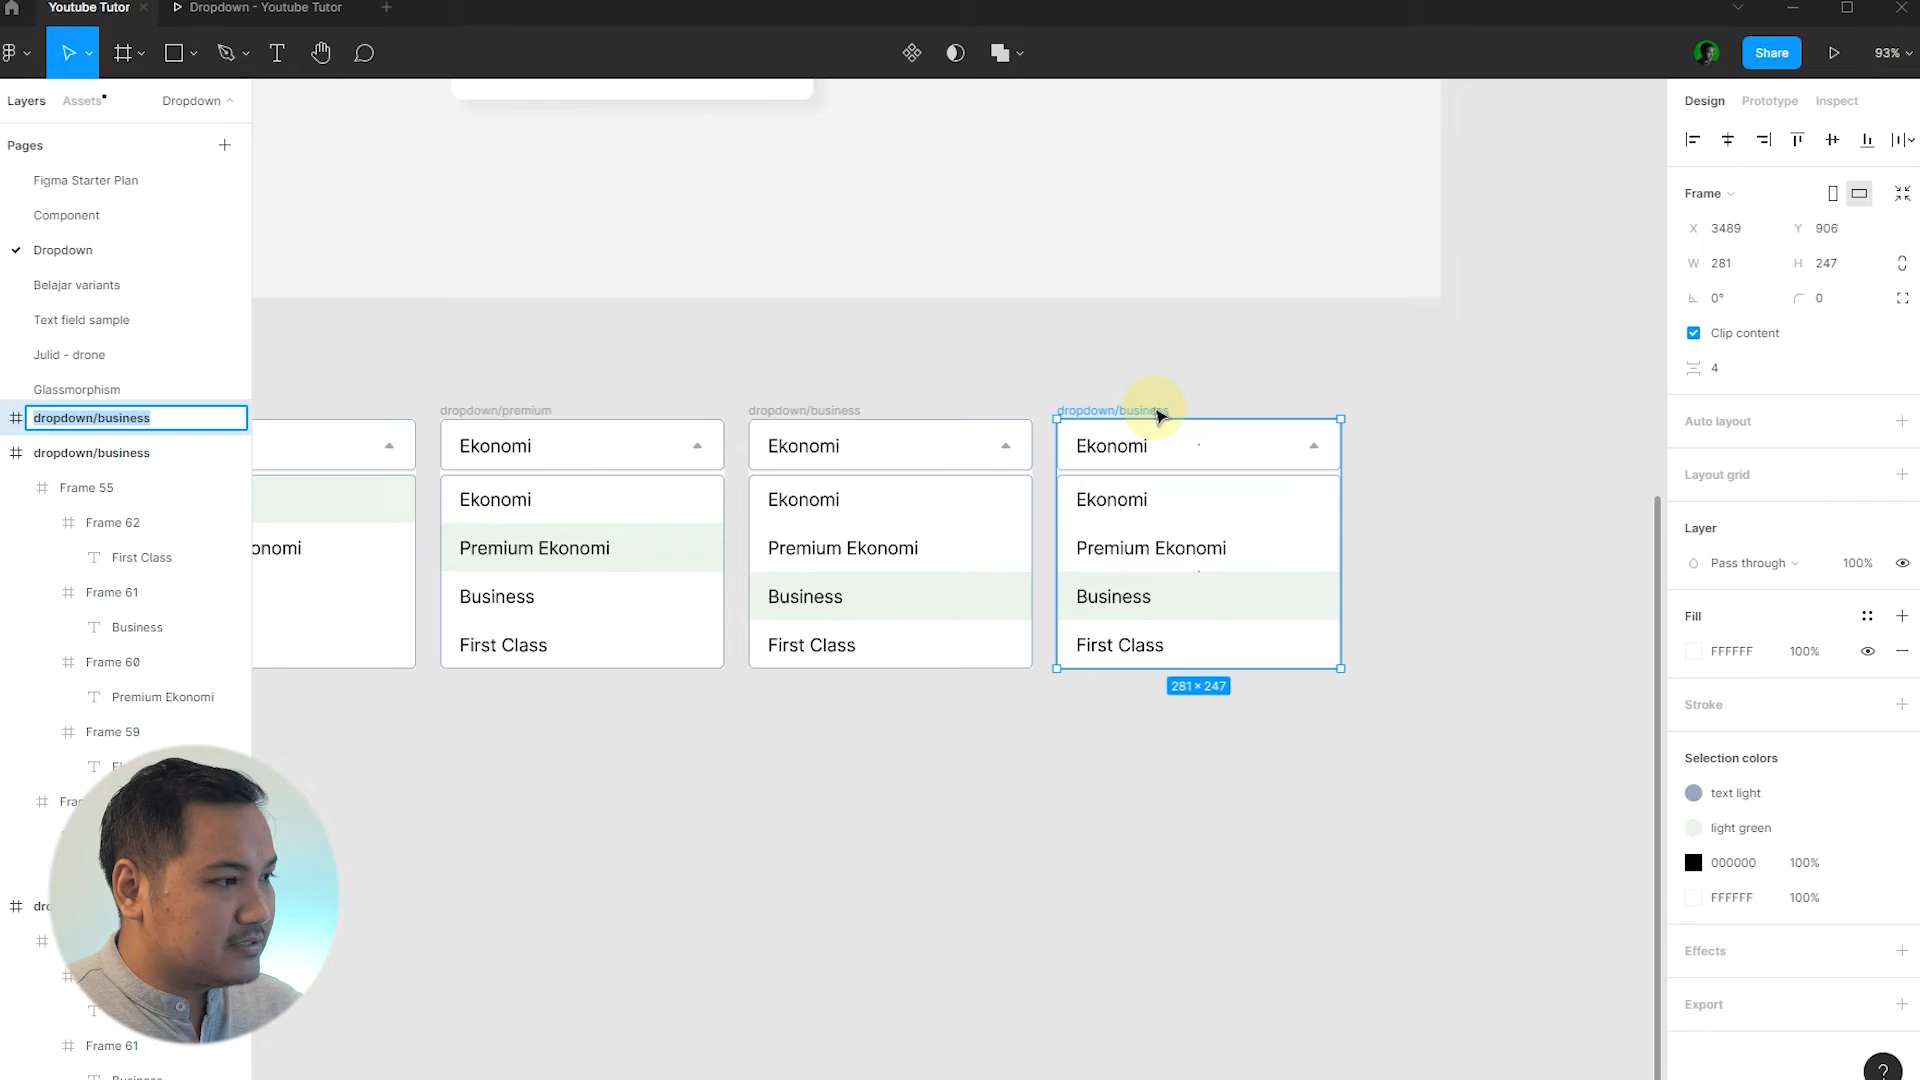 Youtube Tutor
Dropdown - Youtube Tutor
Share
93%
Layers
Assets
Dropdown
Pages
Figma Starter Plan
Component
Dropdown
Belajar variants
Text field sample
Julid - drone
Glassmorphism
dropdown/business
dropdown/business
Frame 55
Frame 62
First Class
Frame 61
Business
Frame 60
Premium Ekonomi
Frame 59
Frame 61
onomi
dropdown/premium
Ekonomi
Ekonomi
Premium Ekonomi
Business
First Class
dropdown/business
Ekonomi
Ekonomi
Premium Ekonomi
Business
First Class
dropdown/business
Ekonomi
Ekonomi
Premium Ekonomi
Business
First Class
281 × 247
Design
Prototype
Inspect
Frame
X 3489 Y 906
W 281 H 247
0° 0
Clip content
4
Auto layout
Layout grid
Layer
Pass through 100%
Fill
FFFFFF 100%
Stroke
Selection colors
text light
light green
000000 100%
FFFFFF 100%
Effects
Export
?